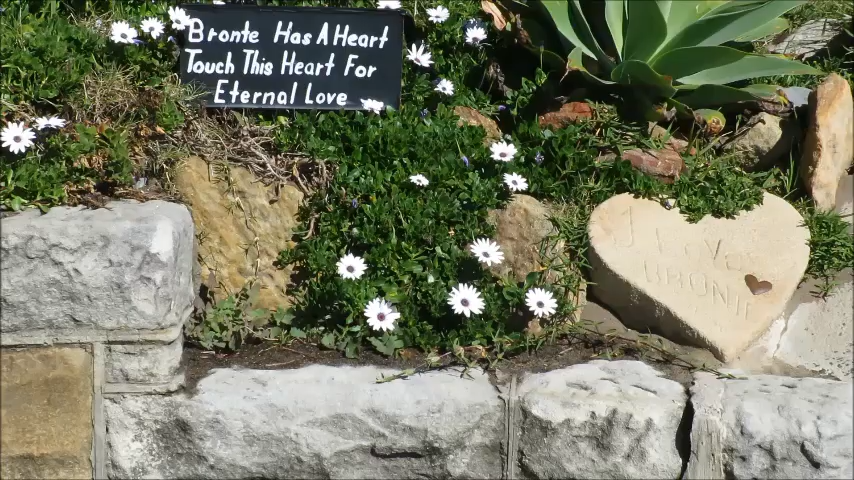 Bronte Has A Heart
Touch This Heart For
Eternal Love